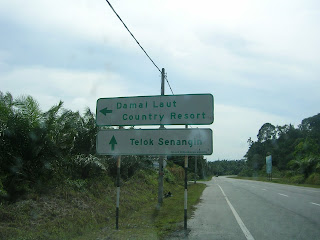 Damai Laut
Country Resort
Telok Senangin